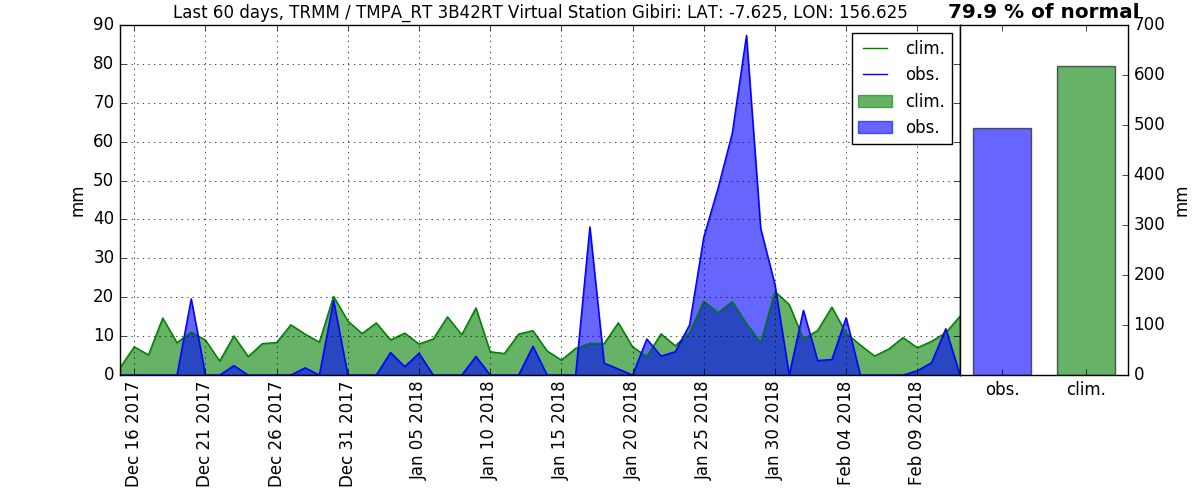 Last 60 days, TRMM / TMPA_RT 3B42RT Virtual Station Gibiri: LAT: -7.625, LON: 156.625
79.9 % of normal
90
80
70
60
50
40
30
20
10
0
mm
clim.
obs.
clim.
obs.
Dec 16 2017
Dec 21 2017
Dec 26 2017
Dec 31 2017
Jan 05 2018
Jan 10 2018
Jan 15 2018
Jan 20 2018
Jan 25 2018
Jan 30 2018
Feb 04 2018
Feb 09 2018
700
600
500
400
300
200
100
0
mm
obs.
clim.